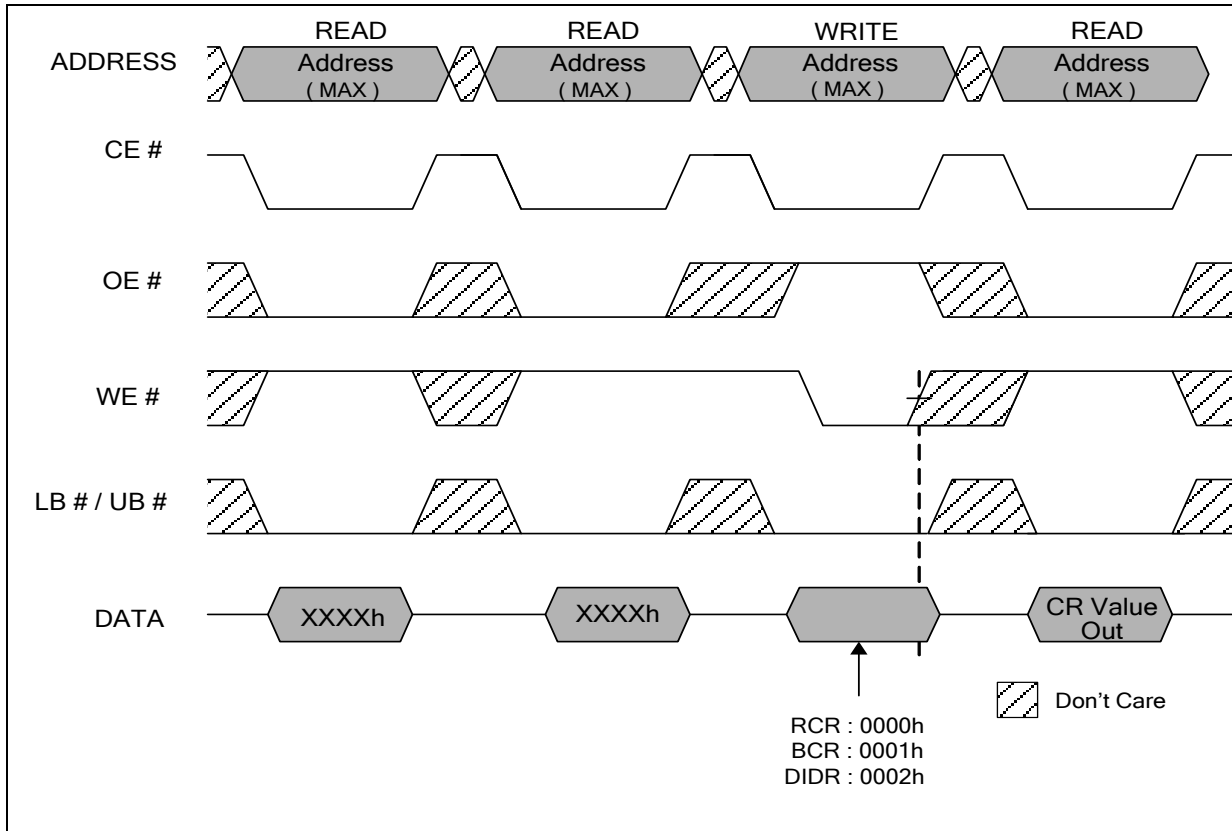 READ READ WRITE READ
ADDRESS Address Address Address Address
( MAX ) ( MAX ) ( MAX ) ( MAX )
CE #
OE #
WE #
LB # / UB #
DATA XXXXh XXXXh CR Value
Out
Don't Care
RCR : 0000h
BCR : 0001h
DIDR : 0002h